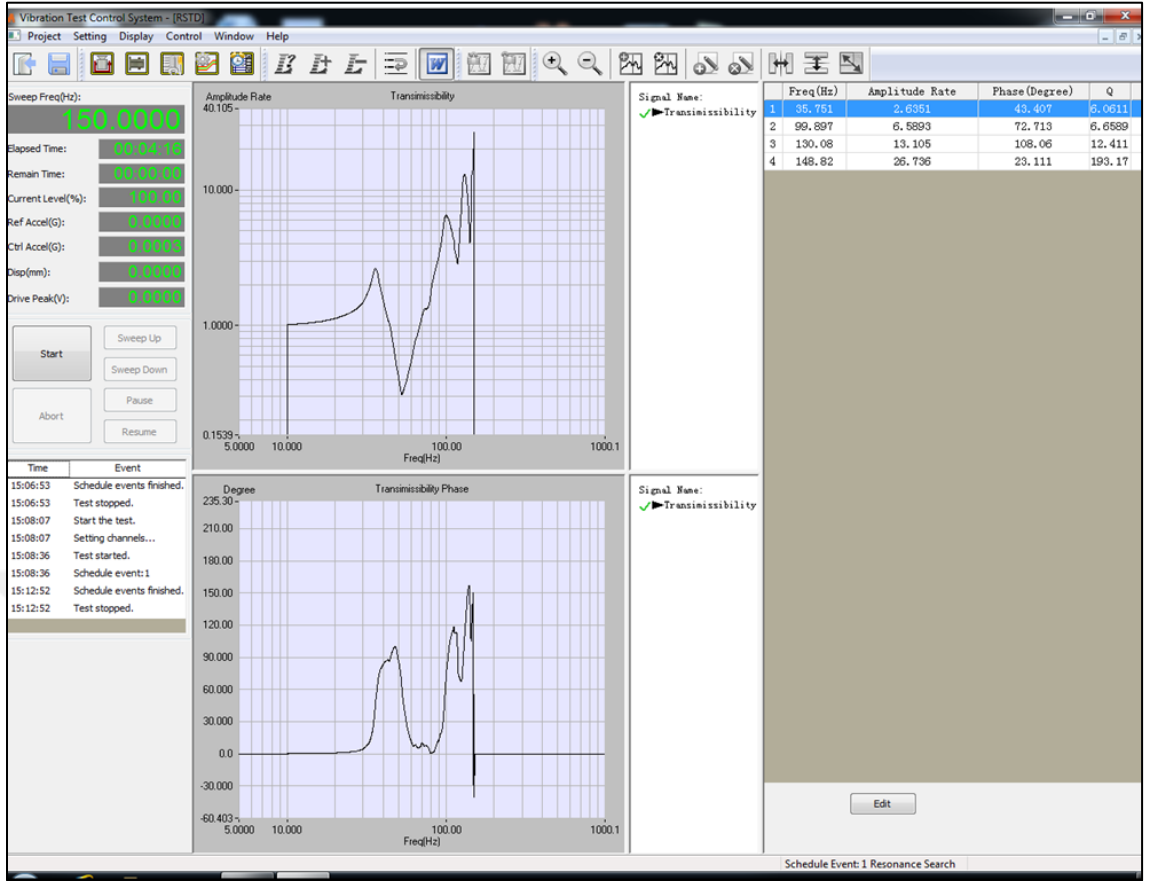 Vibration Test Control System - [RSTD]
Project Setting Display Control Window Help
Sweep Freq(Hz):
150.0000
Elapsed Time: 00:04:16
Remain Time: 00:00:00
Current Level(%): 100.00
Ref Accel(G): 0.0000
Ctrl Accel(G): 0.0003
Disp(mm): 0.0000
Drive Peak(V): 0.0000
Start
Sweep Up
Sweep Down
Abort
Pause
Resume
Time Event
15:06:53 Schedule events finished.
15:06:53 Test stopped.
15:08:07 Start the test.
15:08:07 Setting channels...
15:08:36 Test started.
15:08:36 Schedule event:1
15:12:52 Schedule events finished.
15:12:52 Test stopped.
Amplitude Rate Transimissibility
40.105
10.000
1.0000
0.1539
5.0000 10.000 100.00 1000.1
Freq(Hz)
Signal Name:
Transimissibility
Degree Transimissibility Phase
235.30
210.00
180.00
150.00
120.00
90.000
60.000
30.000
0.0
-30.000
-60.403
5.0000 10.000 100.00 1000.1
Freq(Hz)
Signal Name:
Transimissibility
Freq(Hz) Amplitude Rate Phase(Degree) Q
1 35.751 2.6351 43.407 6.0611
2 99.897 6.5893 72.713 6.6589
3 130.08 13.105 108.06 12.411
4 148.82 26.736 23.111 193.17
Edit
Schedule Event: 1 Resonance Search